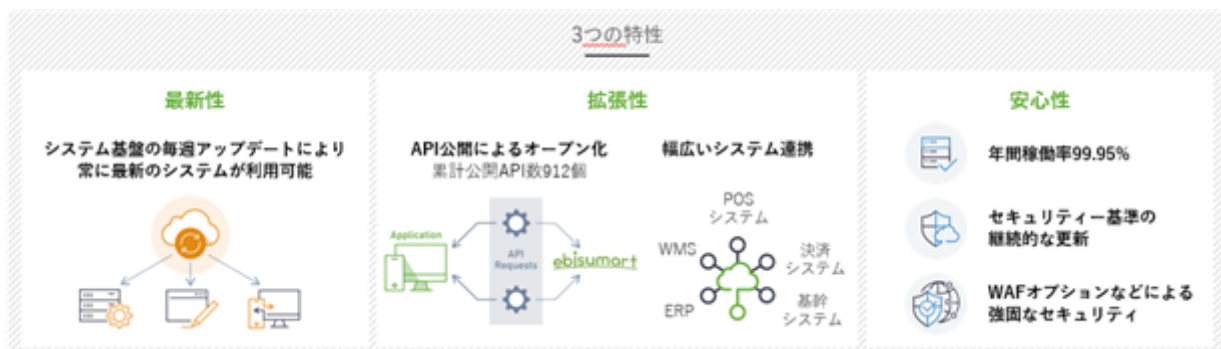 3つの特性
最新性
システム基盤の毎週アップデートにより
常に最新のシステムが利用可能
拡張性
API公開によるオープン化
累計公開API数912個
Application
API
Requests
ebisumart
幅広いシステム連携
POS
システム
WMS
決済
システム
ERP
基幹
システム
安心性
年間稼働率99.95%
セキュリティー基準の
継続的な更新
WAFオプションなどによる
強固なセキュリティ